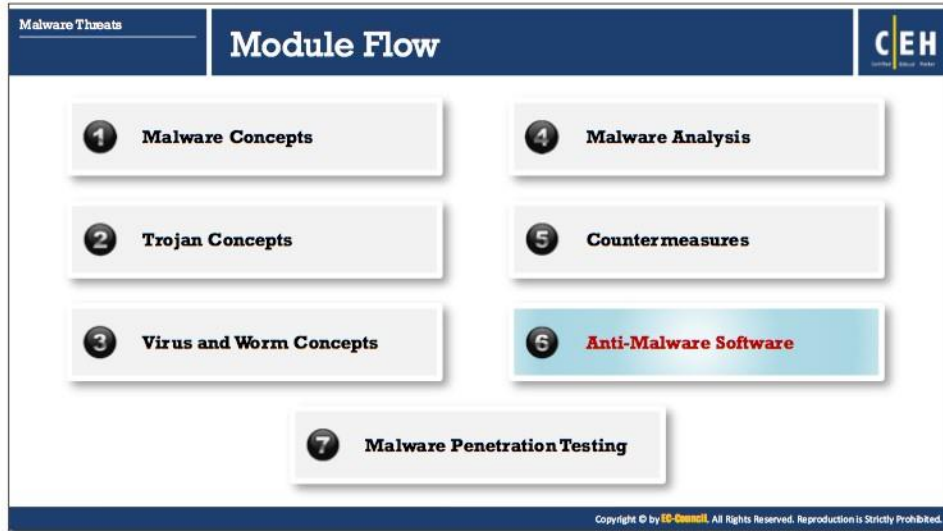 Malware Threats
Module Flow
CEH
1 Malware Concepts
2 Trojan Concepts
3 Virus and Worm Concepts
4 Malware Analysis
5 Countermeasures
6 Anti-Malware Software
7 Malware Penetration Testing
Copyright © by EC-Council. All Rights Reserved. Reproduction is Strictly Prohibited.